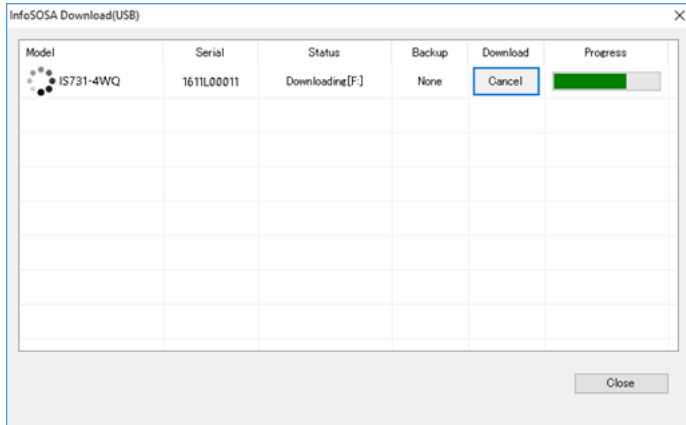 InfoSOSA Download(USB)
Model Serial Status Backup Download Progress
IS731-4WQ 1611L00011 Downloading[F:] None Cancel
Close